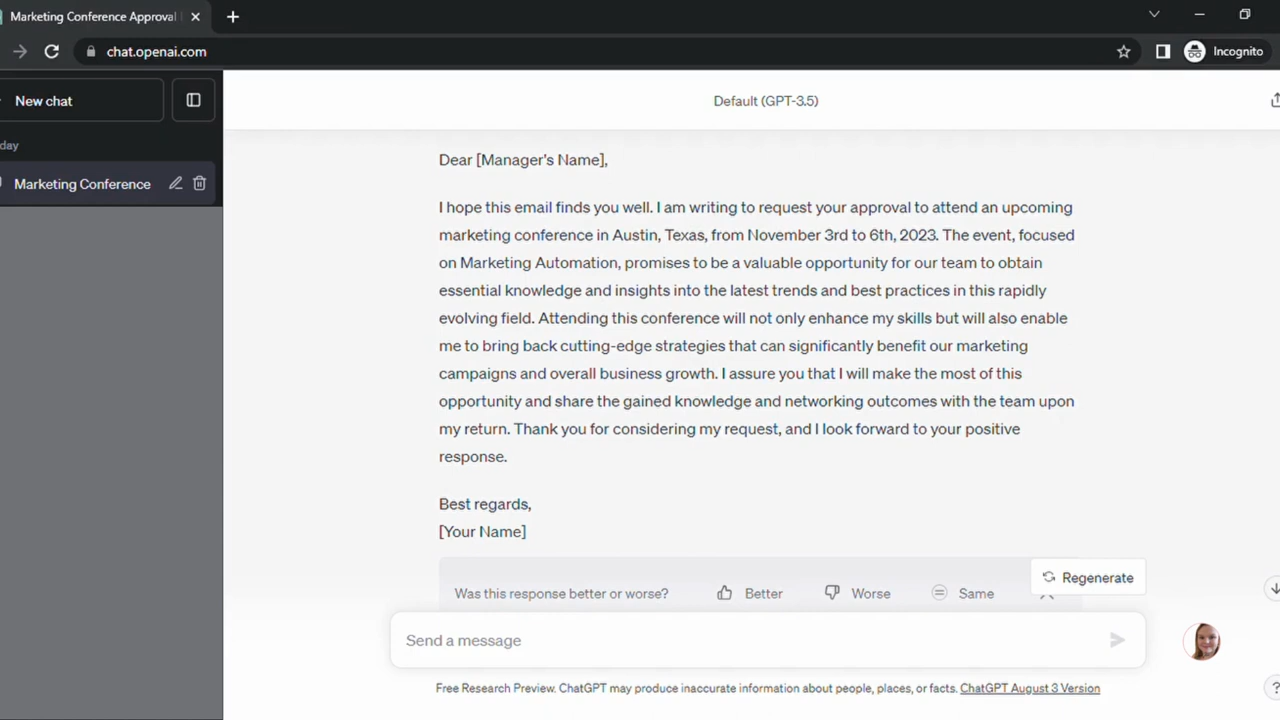 Marketing Conference Approval
chat.openai.com
Incognito
New chat
Default (GPT-3.5)
day
Marketing Conference
Dear [Manager's Name],
I hope this email finds you well. I am writing to request your approval to attend an upcoming
marketing conference in Austin, Texas, from November 3rd to 6th, 2023. The event, focused
on Marketing Automation, promises to be a valuable opportunity for our team to obtain
essential knowledge and insights into the latest trends and best practices in this rapidly
evolving field. Attending this conference will not only enhance my skills but will also enable
me to bring back cutting-edge strategies that can significantly benefit our marketing
campaigns and overall business growth. I assure you that I will make the most of this
opportunity and share the gained knowledge and networking outcomes with the team upon
my return. Thank you for considering my request, and I look forward to your positive
response.
Best regards,
[Your Name]
Regenerate
Was this response better or worse? Better Worse Same
Send a message
Free Research Preview. ChatGPT may produce inaccurate information about people, places, or facts. ChatGPT August 3 Version
?